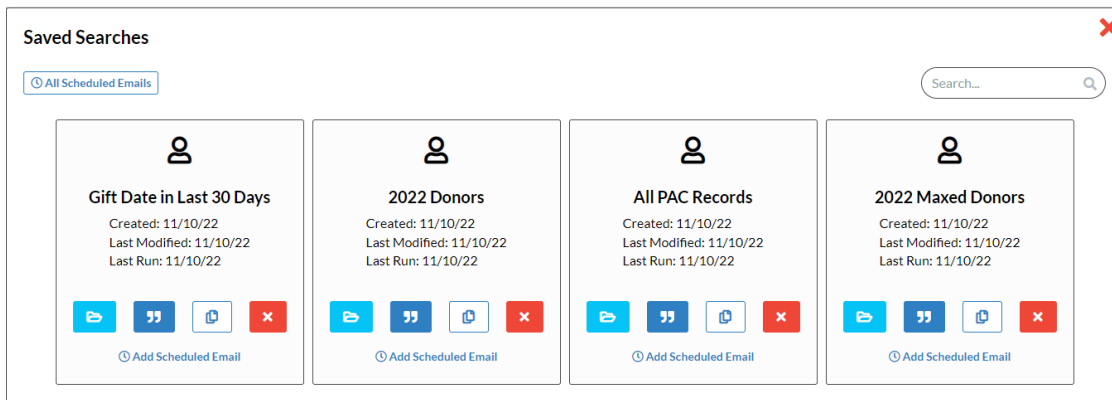 Saved Searches
All Scheduled Emails
Search...
Gift Date in Last 30 Days
Created: 11/10/22
Last Modified: 11/10/22
Last Run: 11/10/22
Add Scheduled Email
2022 Donors
Created: 11/10/22
Last Modified: 11/10/22
Last Run: 11/10/22
Add Scheduled Email
All PAC Records
Created: 11/10/22
Last Modified: 11/10/22
Last Run: 11/10/22
Add Scheduled Email
2022 Maxed Donors
Created: 11/10/22
Last Modified: 11/10/22
Last Run: 11/10/22
Add Scheduled Email